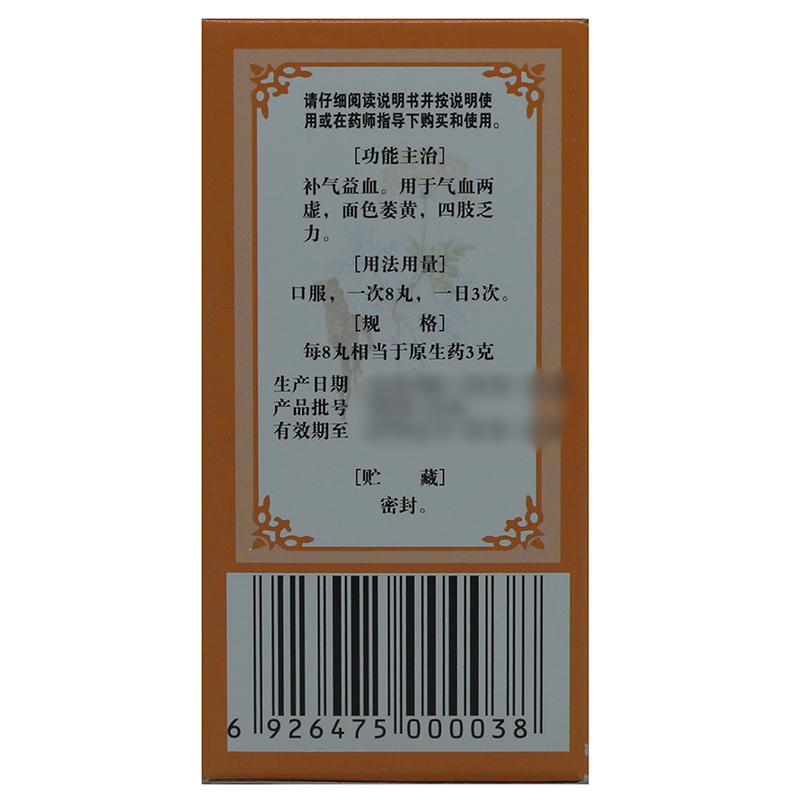 请仔细阅读说明书并按说明使
用或在药师指导下购买和使用。
[功能主治]
补气益血。用于气血两
虚，面色萎黄，四肢乏
力。
[用法用量]
口服，一次8丸，一日3次。
[规 格]
每8丸相当于原生药3克
生产日期
产品批号
有效期至
[贮 藏]
密封。
6 926475 000038